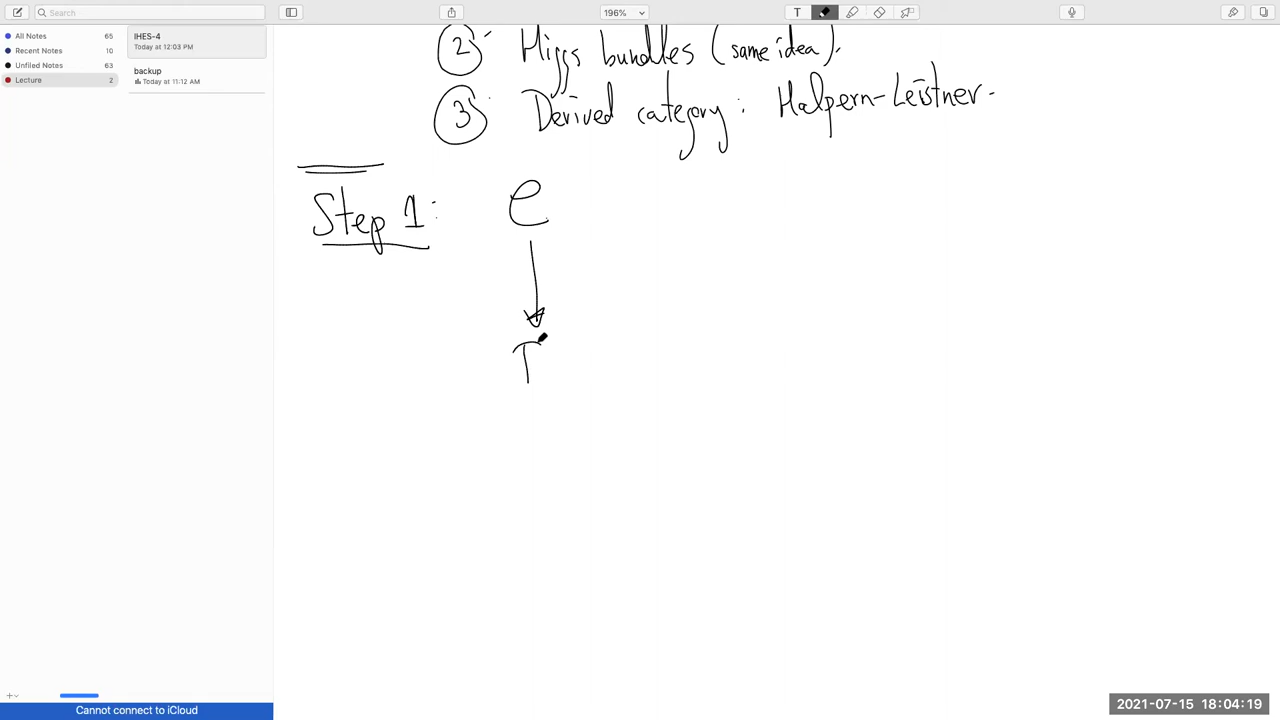 Search
196%
T
All Notes 65
Recent Notes 10
Unfiled Notes 63
Lecture 2
IHES-4
Today at 12:03 PM
backup
Today at 11:12 AM
② Higgs bundles (same idea).
③ Derived category: Halpern-Leistner.
Step 1: e
Cannot connect to iCloud
2021-07-15 18:04:19